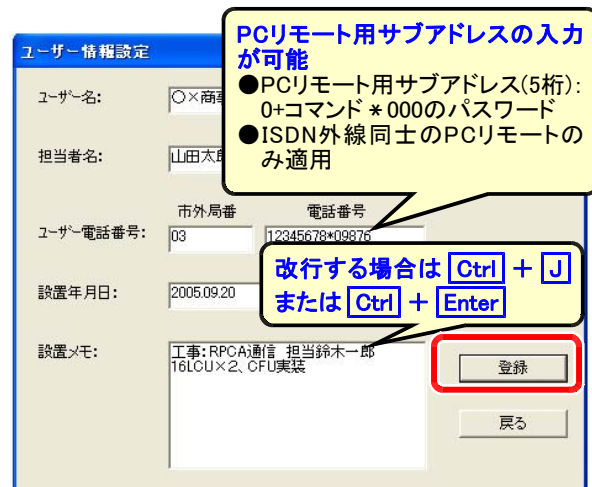 ユーザー情報設定
PCリモート用サブアドレスの入力
が可能
●PCリモート用サブアドレス(5桁):
0+コマンド*000のパスワード
●ISDN外線同士のPCリモートの
み適用
ユーザー名:
○×商
担当者名:
山田太
市外局番 電話番号
ユーザー電話番号:
03 12345678*09876
改行する場合は Ctrl + J
または Ctrl + Enter
設置年月日:
2005.09.20
設置メモ:
工事:RPCA通信 担当鈴木一郎
16LCU×2、CFU実装
登録
戻る